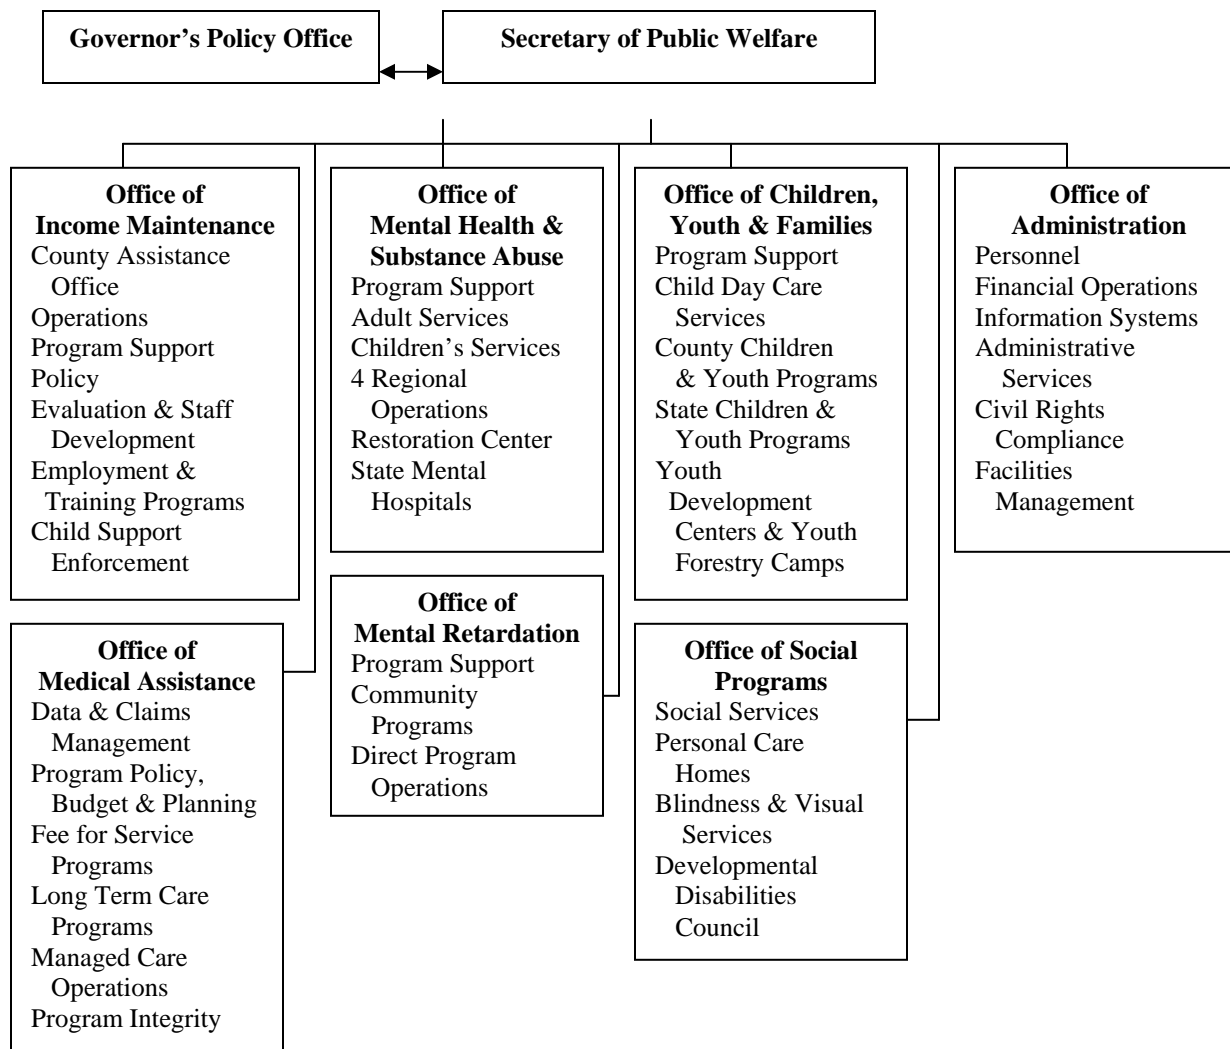 Governor’s Policy Office
Secretary of Public Welfare
Office of
Income Maintenance
County Assistance
Office
Operations
Program Support
Policy
Evaluation & Staff
Development
Employment &
Training Programs
Child Support
Enforcement
Office of
Mental Health &
Substance Abuse
Program Support
Adult Services
Children’s Services
4 Regional
Operations
Restoration Center
State Mental
Hospitals
Office of Children,
Youth & Families
Program Support
Child Day Care
Services
County Children
& Youth Programs
State Children &
Youth Programs
Youth
Development
Centers & Youth
Forestry Camps
Office of
Administration
Personnel
Financial Operations
Information Systems
Administrative
Services
Civil Rights
Compliance
Facilities
Management
Office of
Medical Assistance
Data & Claims
Management
Program Policy,
Budget & Planning
Fee for Service
Programs
Long Term Care
Programs
Managed Care
Operations
Program Integrity
Office of
Mental Retardation
Program Support
Community
Programs
Direct Program
Operations
Office of Social
Programs
Social Services
Personal Care
Homes
Blindness & Visual
Services
Developmental
Disabilities
Council